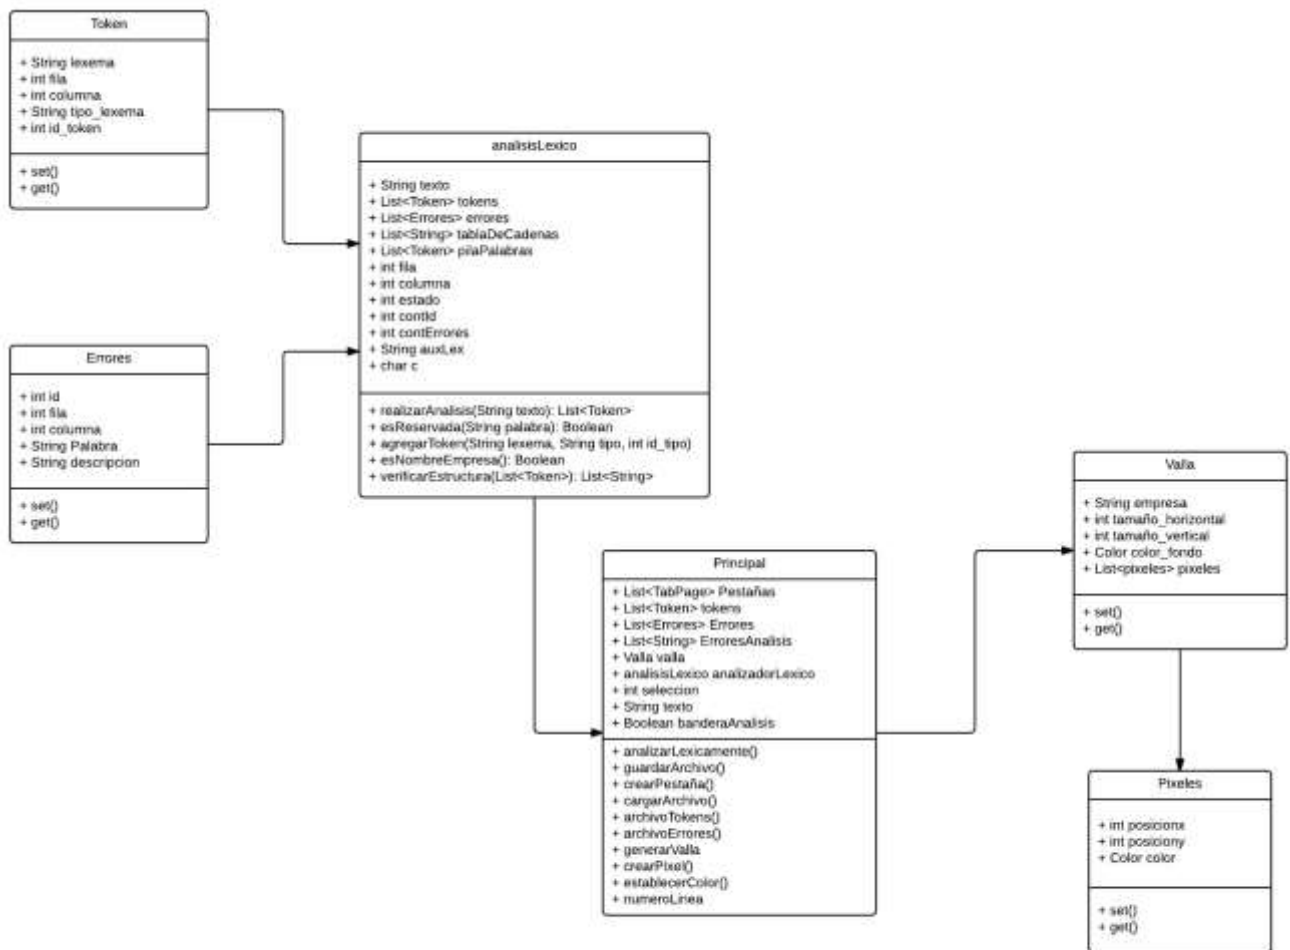 Token
+ String lexema
+ int fila
+ int columna
+ String tipo_lexema
+ int id_token
+ set()
+ get()
analisisLexico
+ String texto
+ List<Token> tokens
+ List<Errores> errores
+ List<String> tablaDeCadenas
+ List<Token> pilaPalabras
+ int fila
+ int columna
+ int estado
+ int contId
+ int contErrores
+ String auxLex
+ char c
+ realizarAnalisis(String texto): List<Token>
+ esReservada(String palabra): Boolean
+ agregarToken(String lexema, String tipo, int id_tipo)
+ esNombreEmpresa(): Boolean
+ verificarEstructura(List<Token>): List<String>
Errores
+ int id
+ int fila
+ int columna
+ String Palabra
+ String descripcion
+ set()
+ get()
Principal
+ List<TabPage> Pestañas
+ List<Token> tokens
+ List<Errores> Errores
+ List<String> ErroresAnalisis
+ Valla valla
+ analisisLexico analizadorLexico
+ int seleccion
+ String texto
+ Boolean banderaAnalisis
+ analizarLexicamente()
+ guardarArchivo()
+ crearPestaña()
+ cargarArchivo()
+ archivoTokens()
+ archivoErrores()
+ generarValla
+ crearPixel()
+ establecerColor()
+ numeroLinea
Valla
+ String empresa
+ int tamaño_horizontal
+ int tamaño_vertical
+ Color color_fondo
+ List<pixeles> pixeles
+ set()
+ get()
Pixeles
+ int posicionx
+ int posiciony
+ Color color
+ set()
+ get()